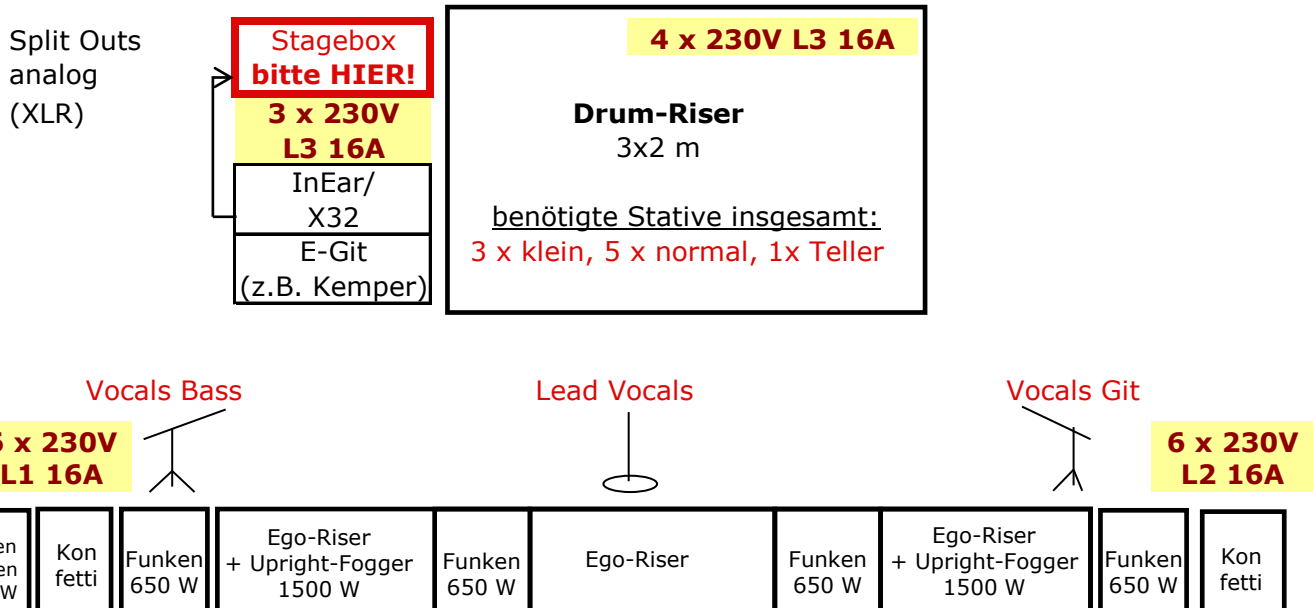 Split Outs
analog
(XLR)
Stagebox
bitte HIER!
3 x 230V
L3 16A
InEar/
X32
E-Git
(z.B. Kemper)
4 x 230V L3 16A
Drum-Riser
3x2 m
benötigte Stative insgesamt:
3 x klein, 5 x normal, 1x Teller
Vocals Bass
Lead Vocals
Vocals Git
x 230V
L1 16A
6 x 230V
L2 16A
Kon
fetti
Funken
650 W
Ego-Riser
+ Upright-Fogger
1500 W
Funken
650 W
Ego-Riser
Funken
650 W
Ego-Riser
+ Upright-Fogger
1500 W
Funken
650 W
Kon
fetti